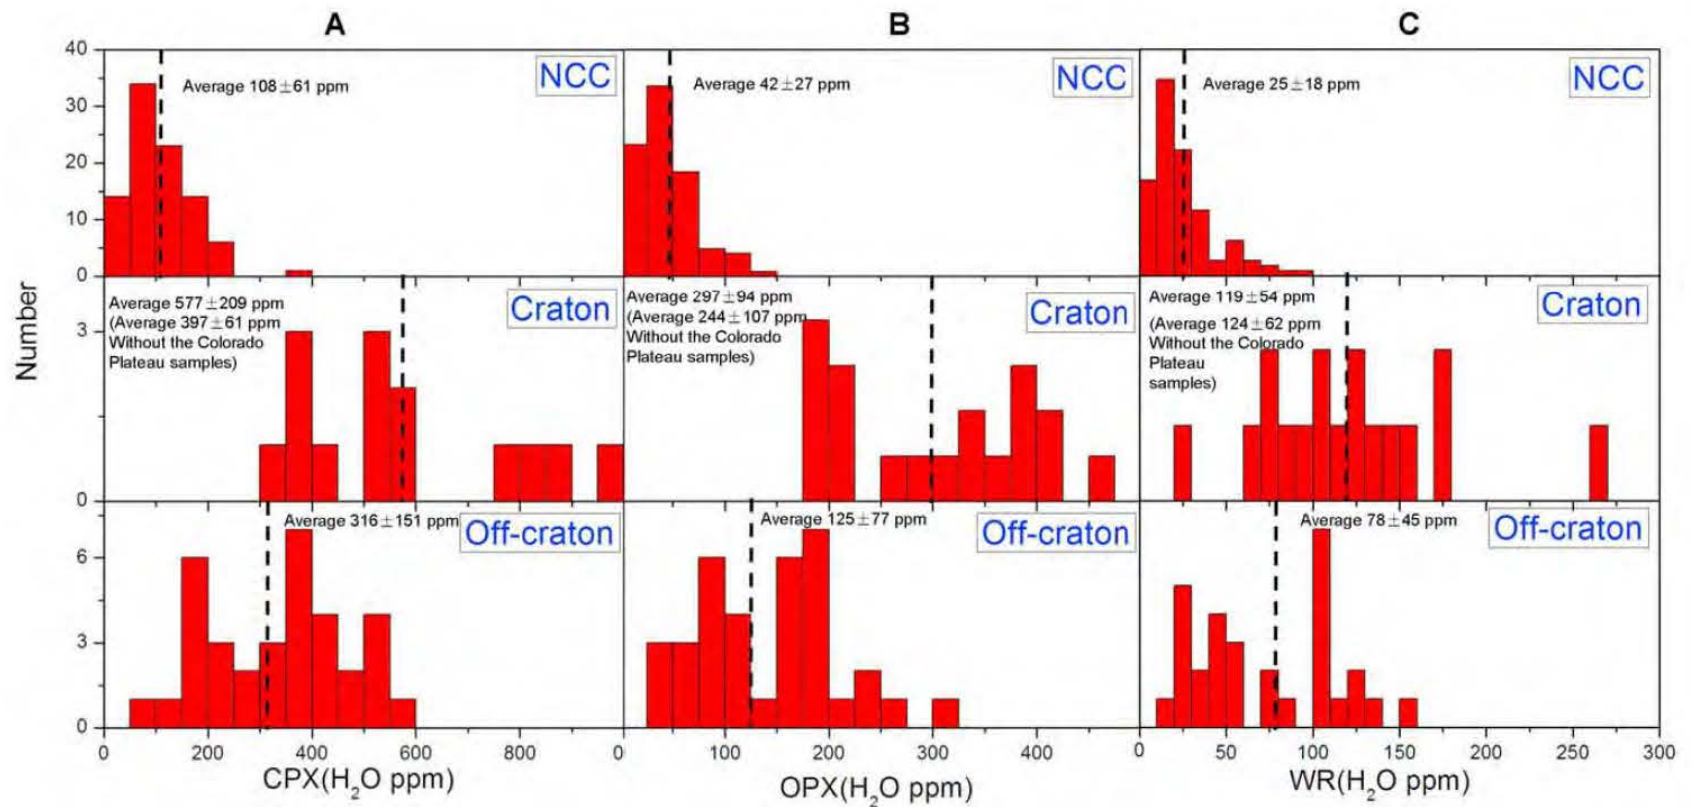 A
B
C
40
30
20
10
0
Average 108±61 ppm
NCC
Average 42±27 ppm
NCC
Average 25±18 ppm
NCC
Number
3
0
Average 577±209 ppm
(Average 397±61 ppm
Without the Colorado
Plateau samples)
Craton
Average 297±94 ppm
(Average 244±107 ppm
Without the Colorado
Plateau samples)
Craton
Average 119±54 ppm
(Average 124±62 ppm
Without the Colorado
Plateau
samples)
Craton
6
3
0
Average 316±151 ppm
Off-craton
Average 125±77 ppm
Off-craton
Average 78±45 ppm
Off-craton
0 200 400 600 800 0 100 200 300 400 0 50 100 150 200 250 300
CPX(H₂O ppm)
OPX(H₂O ppm)
WR(H₂O ppm)